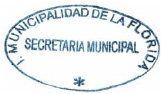 I. MUNICIPALIDAD DE LA FLORIDA
SECRETARIA MUNICIPAL
*